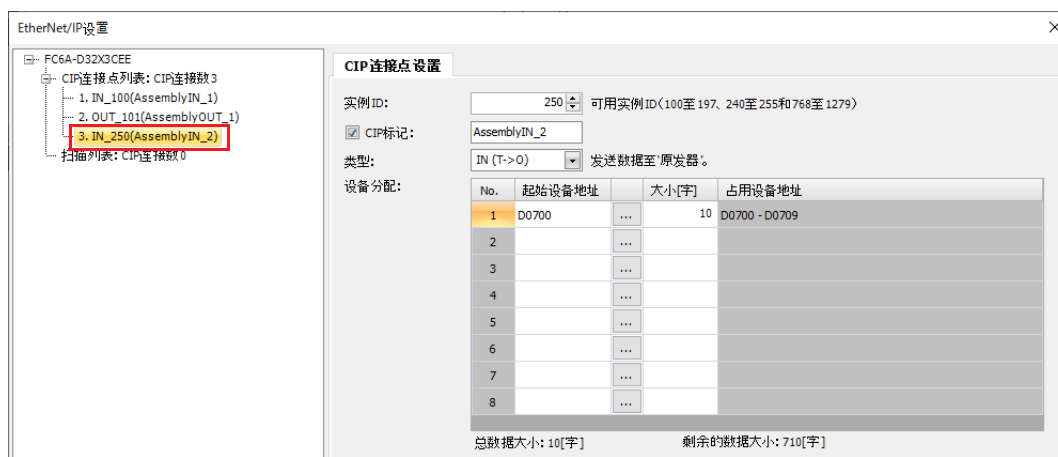 EtherNet/IP设置
FC6A-D32X3CEE
CIP连接点列表: CIP连接数3
1. IN_100(AssemblyIN_1)
2. OUT_101(AssemblyOUT_1)
3. IN_250(AssemblyIN_2)
扫描列表: CIP连接数0
CIP连接点设置
实例ID: 250 可用实例ID(100至197、240至255和768至1279)
CIP标记: AssemblyIN_2
类型: IN (T->O) 发送数据至‘原发器’。
设备分配:
No. 起始设备地址 大小[字] 占用设备地址
1 D0700 ... 10 D0700 - D0709
2 ...
3 ...
4 ...
5 ...
6 ...
7 ...
8 ...
总数据大小: 10[字] 剩余的数据大小: 710[字]